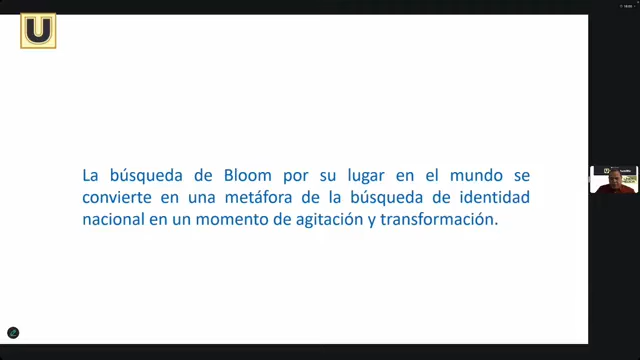 U
La búsqueda de Bloom por su lugar en el mundo se
convierte en una metáfora de la búsqueda de identidad
nacional en un momento de agitación y transformación.